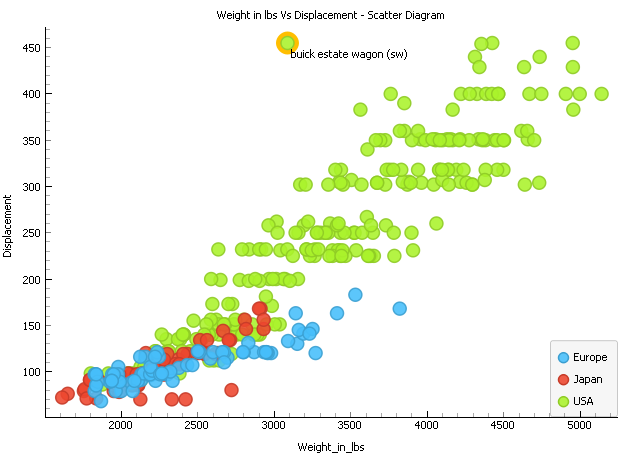 Weight in lbs Vs Displacement - Scatter Diagram
450
buick estate wagon (sw)
400
350
300
Displacement
250
200
150
100
Europe
Japan
USA
2000
2500
3000
3500
4000
4500
5000
Weight_in_lbs